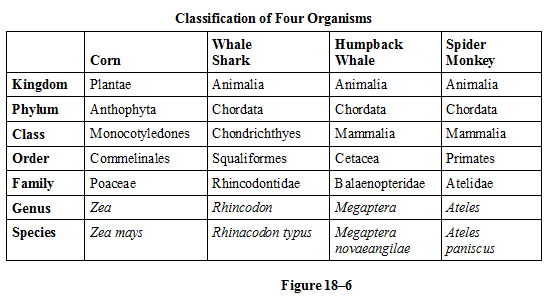 Classification of Four Organisms
Corn Whale Shark Humpback Whale Spider Monkey
Kingdom Plantae Animalia Animalia Animalia
Phylum Anthophyta Chordata Chordata Chordata
Class Monocotyledones Chondrichthyes Mammalia Mammalia
Order Commelinales Squaliformes Cetacea Primates
Family Poaceae Rhincodontidae Balaenopteridae Atelidae
Genus Zea Rhincodon Megaptera Ateles
Species Zea mays Rhinacodon typus Megaptera novaeangilae Ateles paniscus
Figure 18–6